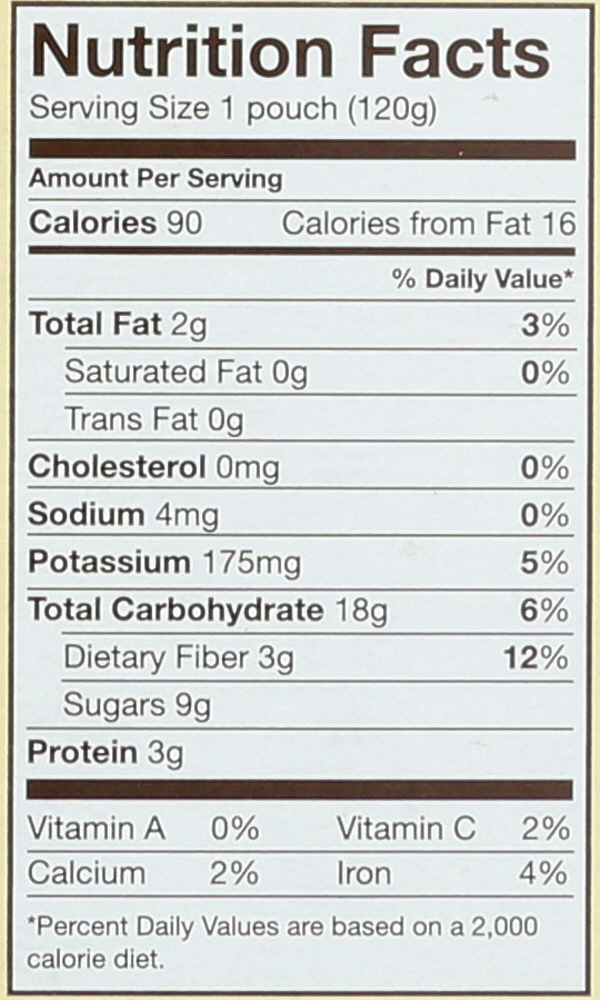 Nutrition Facts
Serving Size 1 pouch (120g)
Amount Per Serving
Calories 90 Calories from Fat 16
% Daily Value*
Total Fat 2g 3%
Saturated Fat 0g 0%
Trans Fat 0g
Cholesterol 0mg 0%
Sodium 4mg 0%
Potassium 175mg 5%
Total Carbohydrate 18g 6%
Dietary Fiber 3g 12%
Sugars 9g
Protein 3g
Vitamin A 0% Vitamin C 2%
Calcium 2% Iron 4%
*Percent Daily Values are based on a 2,000
calorie diet.